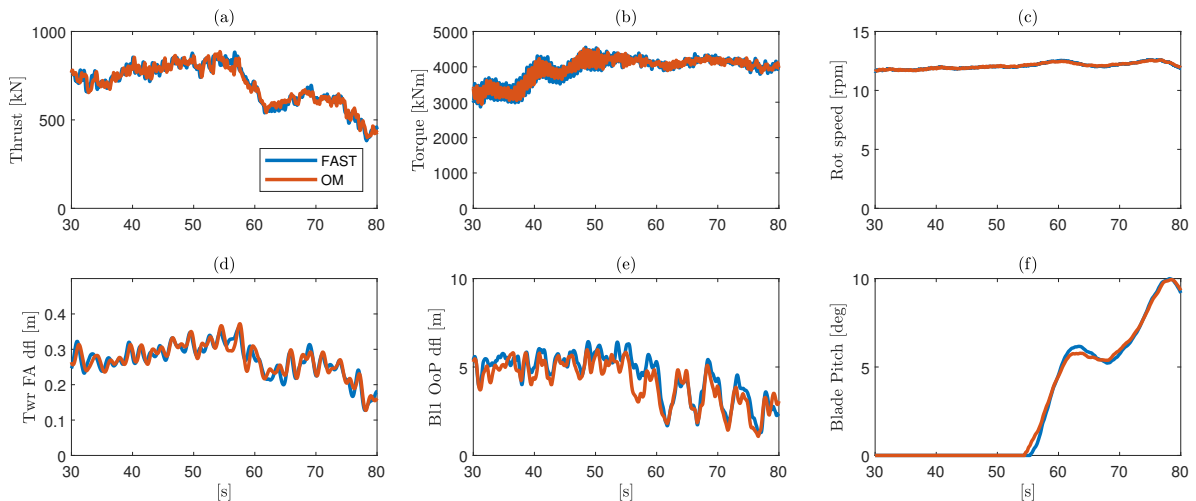 (a)
1000
500
0
Thrust [kN]
30 40 50 60 70 80
FAST
OM
(b)
5000
4000
3000
2000
1000
0
Torque [kNm]
30 40 50 60 70 80
(c)
15
10
5
0
Rot speed [rpm]
30 40 50 60 70 80
(d)
0.4
0.3
0.2
0.1
0
Twr FA dfl [m]
30 40 50 60 70 80
[s]
(e)
10
5
0
Bl1 OoP dfl [m]
30 40 50 60 70 80
[s]
(f)
10
5
0
Blade Pitch [deg]
30 40 50 60 70 80
[s]